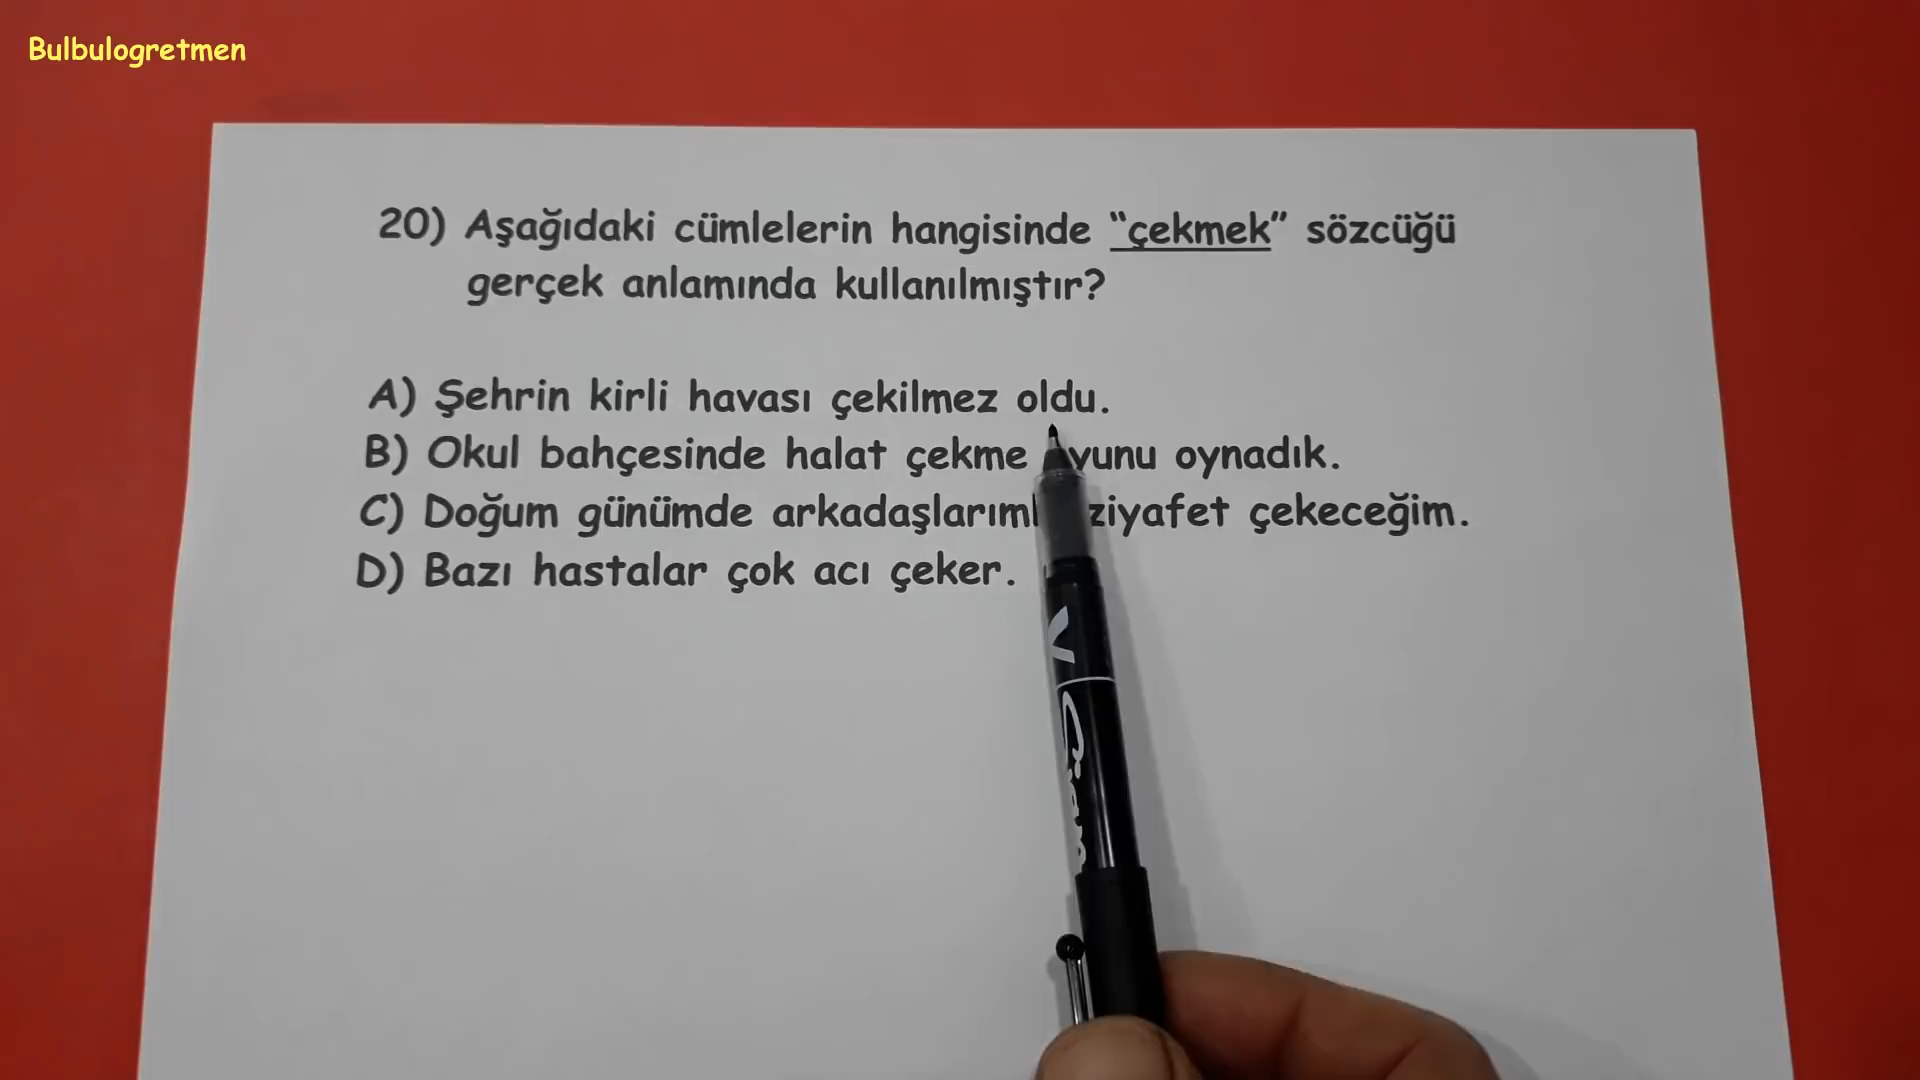 Bulbulogretmen
20) Aşağıdaki cümlelerin hangisinde “çekmek” sözcüğü
gerçek anlamında kullanılmıştır?
A) Şehrin kirli havası çekilmez oldu.
B) Okul bahçesinde halat çekme oynadık.
C) Doğum günümde ziyafet çekeceğim.
D) Bazı hastalar çok acı çeker.
V